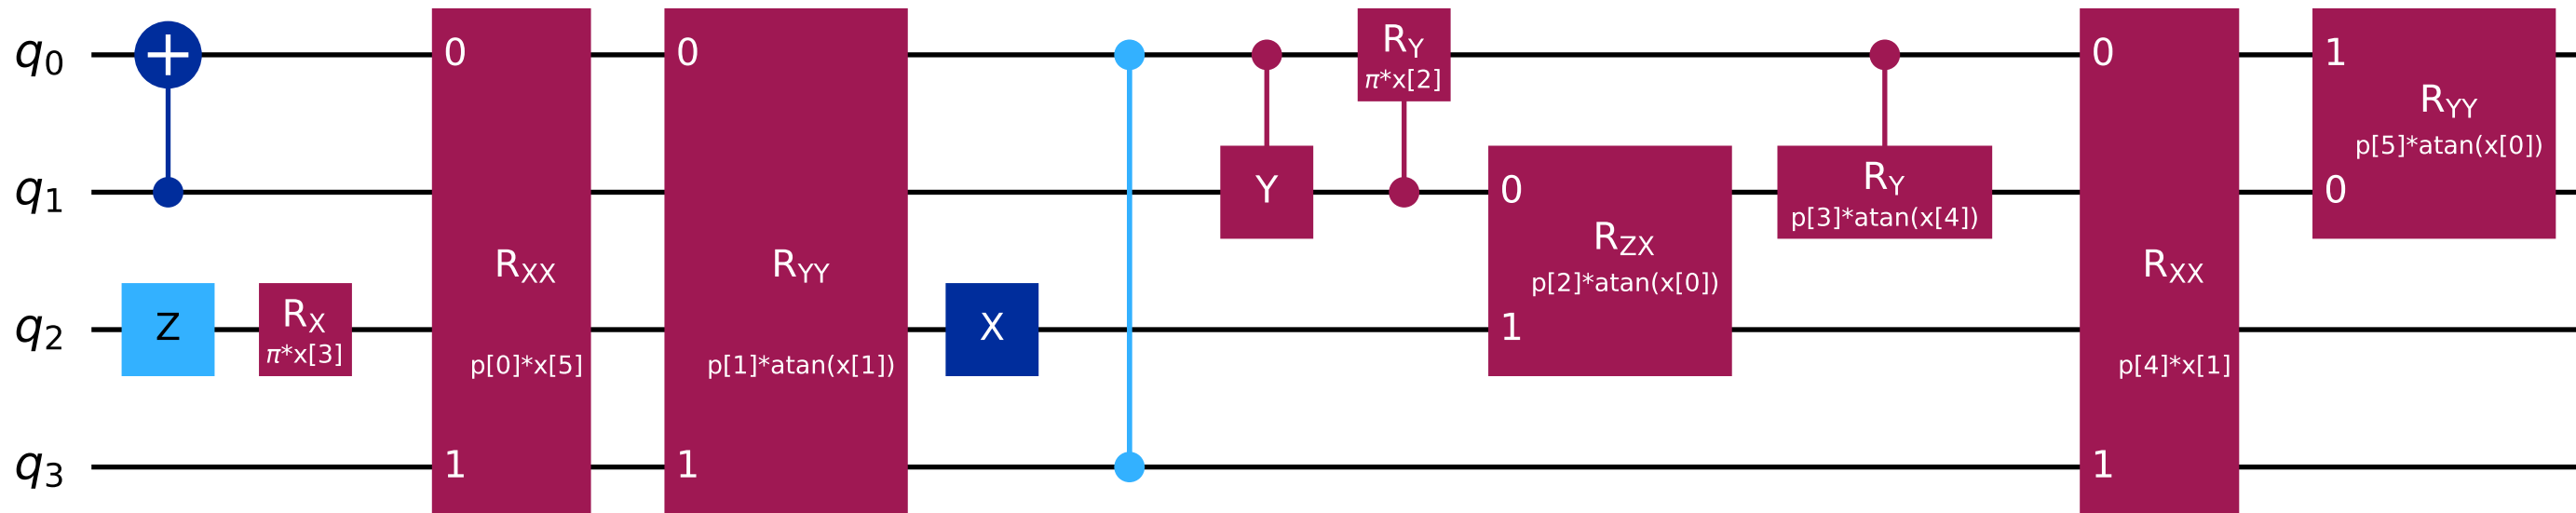 q0
0
0
RY
π*x[2]
0
1
RYY
p[5]*atan(x[0])
q1
Y
0
RZX
p[2]*atan(x[0])
RY
p[3]*atan(x[4])
0
RXX
p[0]*x[5]
RYY
p[1]*atan(x[1])
RXX
p[4]*x[1]
q2
Z
RX
π*x[3]
X
1
q3
1
1
1